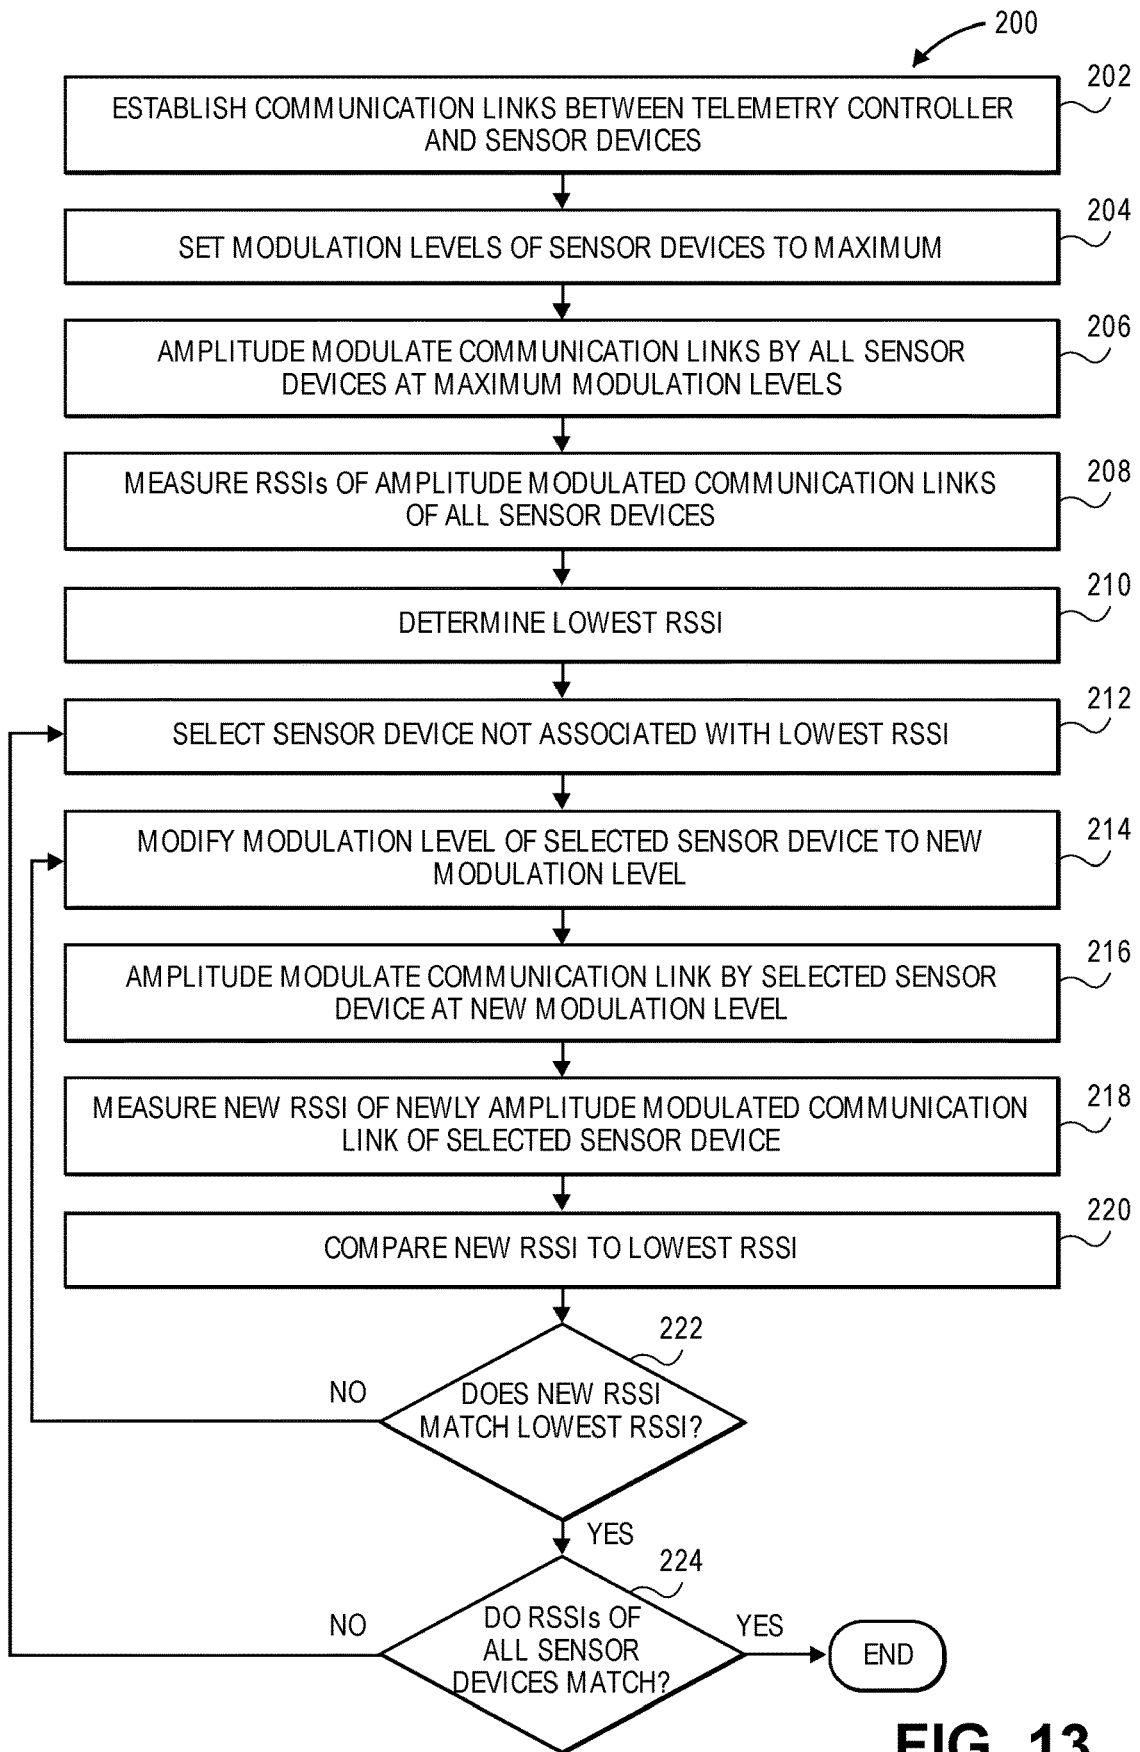 200
202
ESTABLISH COMMUNICATION LINKS BETWEEN TELEMETRY CONTROLLER
AND SENSOR DEVICES
204
SET MODULATION LEVELS OF SENSOR DEVICES TO MAXIMUM
206
AMPLITUDE MODULATE COMMUNICATION LINKS BY ALL SENSOR
DEVICES AT MAXIMUM MODULATION LEVELS
208
MEASURE RSSIs OF AMPLITUDE MODULATED COMMUNICATION LINKS
OF ALL SENSOR DEVICES
210
DETERMINE LOWEST RSSI
212
SELECT SENSOR DEVICE NOT ASSOCIATED WITH LOWEST RSSI
214
MODIFY MODULATION LEVEL OF SELECTED SENSOR DEVICE TO NEW
MODULATION LEVEL
216
AMPLITUDE MODULATE COMMUNICATION LINK BY SELECTED SENSOR
DEVICE AT NEW MODULATION LEVEL
218
MEASURE NEW RSSI OF NEWLY AMPLITUDE MODULATED COMMUNICATION
LINK OF SELECTED SENSOR DEVICE
220
COMPARE NEW RSSI TO LOWEST RSSI
222
NO
DOES NEW RSSI
MATCH LOWEST RSSI?
YES
224
NO
DO RSSIs OF
ALL SENSOR
DEVICES MATCH?
YES
END
FIG. 13